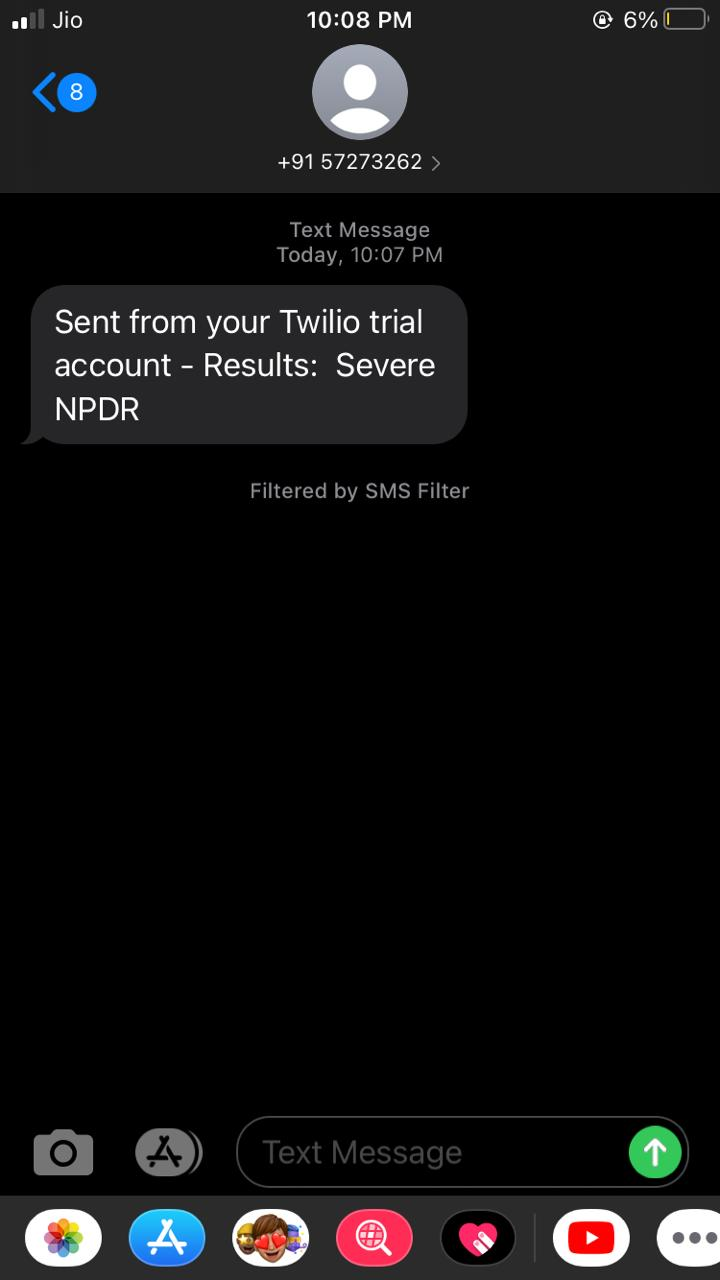 Jio 10:08 PM 6%
8
+91 57273262
Text Message
Today, 10:07 PM
Sent from your Twilio trial
account - Results:  Severe
NPDR
Filtered by SMS Filter
Text Message